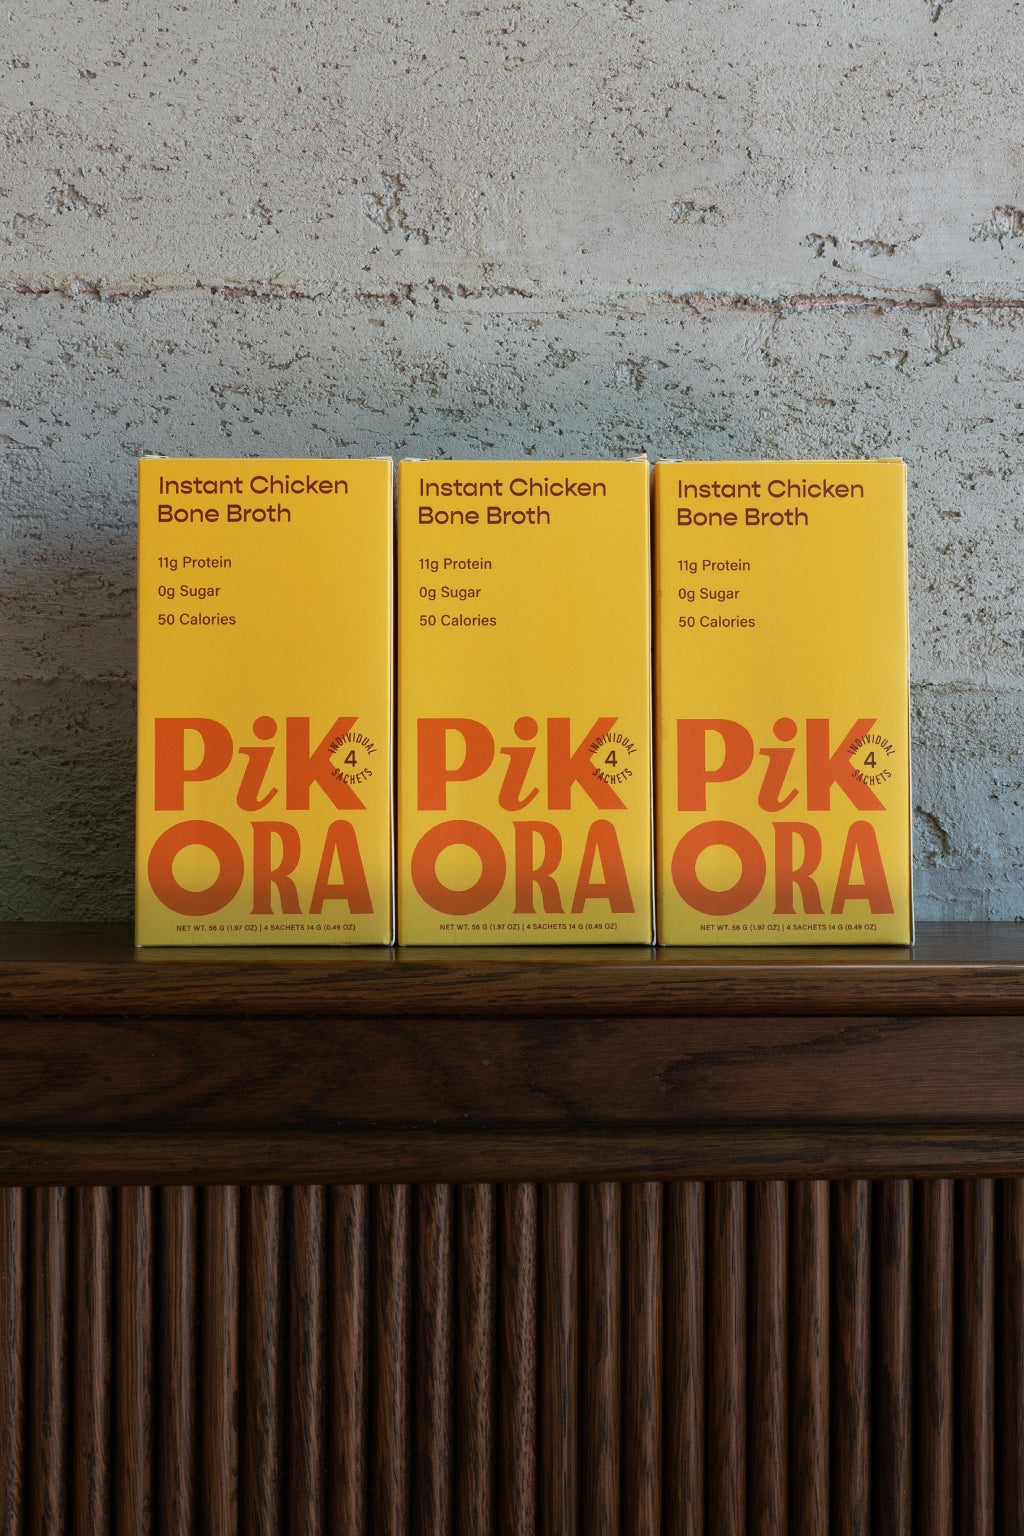 Instant Chicken
Bone Broth
11g Protein
0g Sugar
50 Calories
PiK
ORA
INDIVIDUAL
4
SACHETS
NET WT. 56 G (1.97 OZ) | 4 SACHETS 14 G (0.49 OZ)
Instant Chicken
Bone Broth
11g Protein
0g Sugar
50 Calories
PiK
ORA
INDIVIDUAL
4
SACHETS
NET WT. 56 G (1.97 OZ) | 4 SACHETS 14 G (0.49 OZ)
Instant Chicken
Bone Broth
11g Protein
0g Sugar
50 Calories
PiK
ORA
INDIVIDUAL
4
SACHETS
NET WT. 56 G (1.97 OZ) | 4 SACHETS 14 G (0.49 OZ)